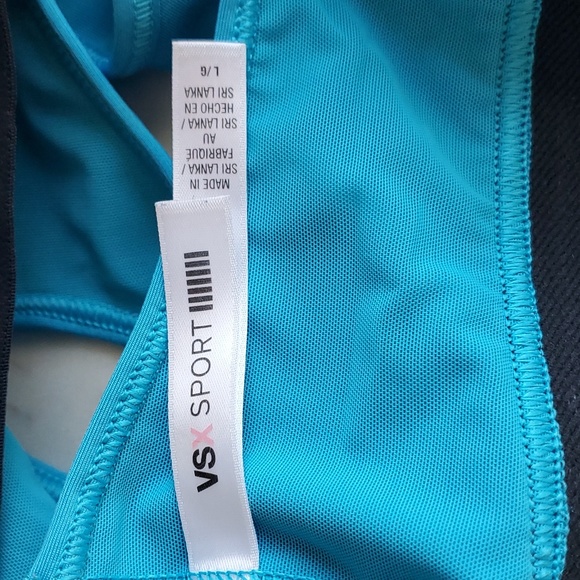 VSX SPORT
MADE IN
SRI LANKA /
FABRIQUE
AU
SRI LANKA /
HECHO EN
SRI LANKA
L/G